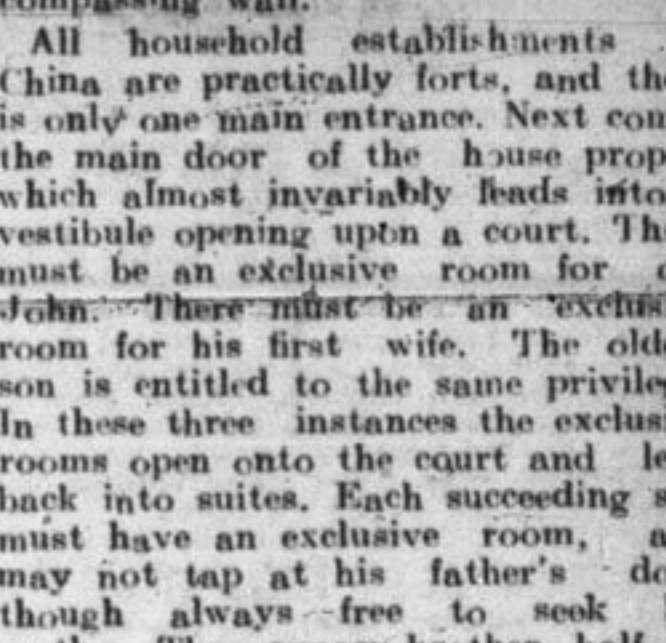 compassing wall.
All household establishments
China are practically forts, and th
is only one main entrance. Next com
the main door of the house prop
which almost invariably leads into
vestibule opening upon a court. Th
must be an exclusive room for
John. There must be an exclus
room for his first wife. The old
son is entitled to the same privile
In these three instances the exclus
rooms open onto the court and le
back into suites. Each succeeding s
must have an exclusive room, a
may not tap at his father's do
though always free to seek